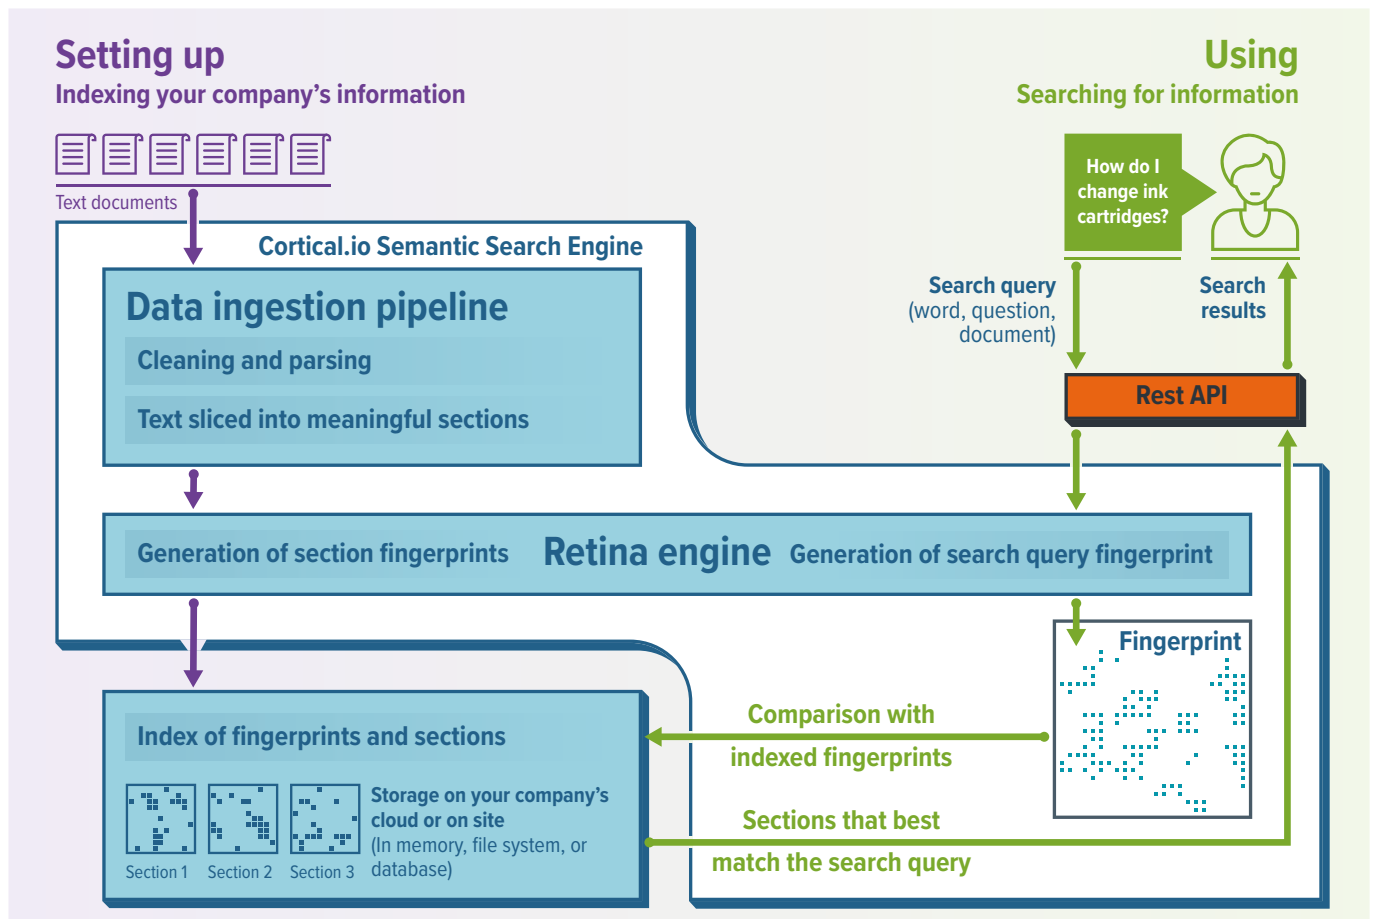 Setting up
Indexing your company's information
Text documents
Using
Searching for information
How do I
change ink
cartridges?
Search query
(word, question,
document)
Search
results
Rest API
Cortical.io Semantic Search Engine
Data ingestion pipeline
Cleaning and parsing
Text sliced into meaningful sections
Generation of section fingerprints
Retina engine
Generation of search query fingerprint
Fingerprint
Comparison with
indexed fingerprints
Sections that best
match the search query
Index of fingerprints and sections
Section 1
Section 2
Section 3
Storage on your company's
cloud or on site
(In memory, file system, or
database)